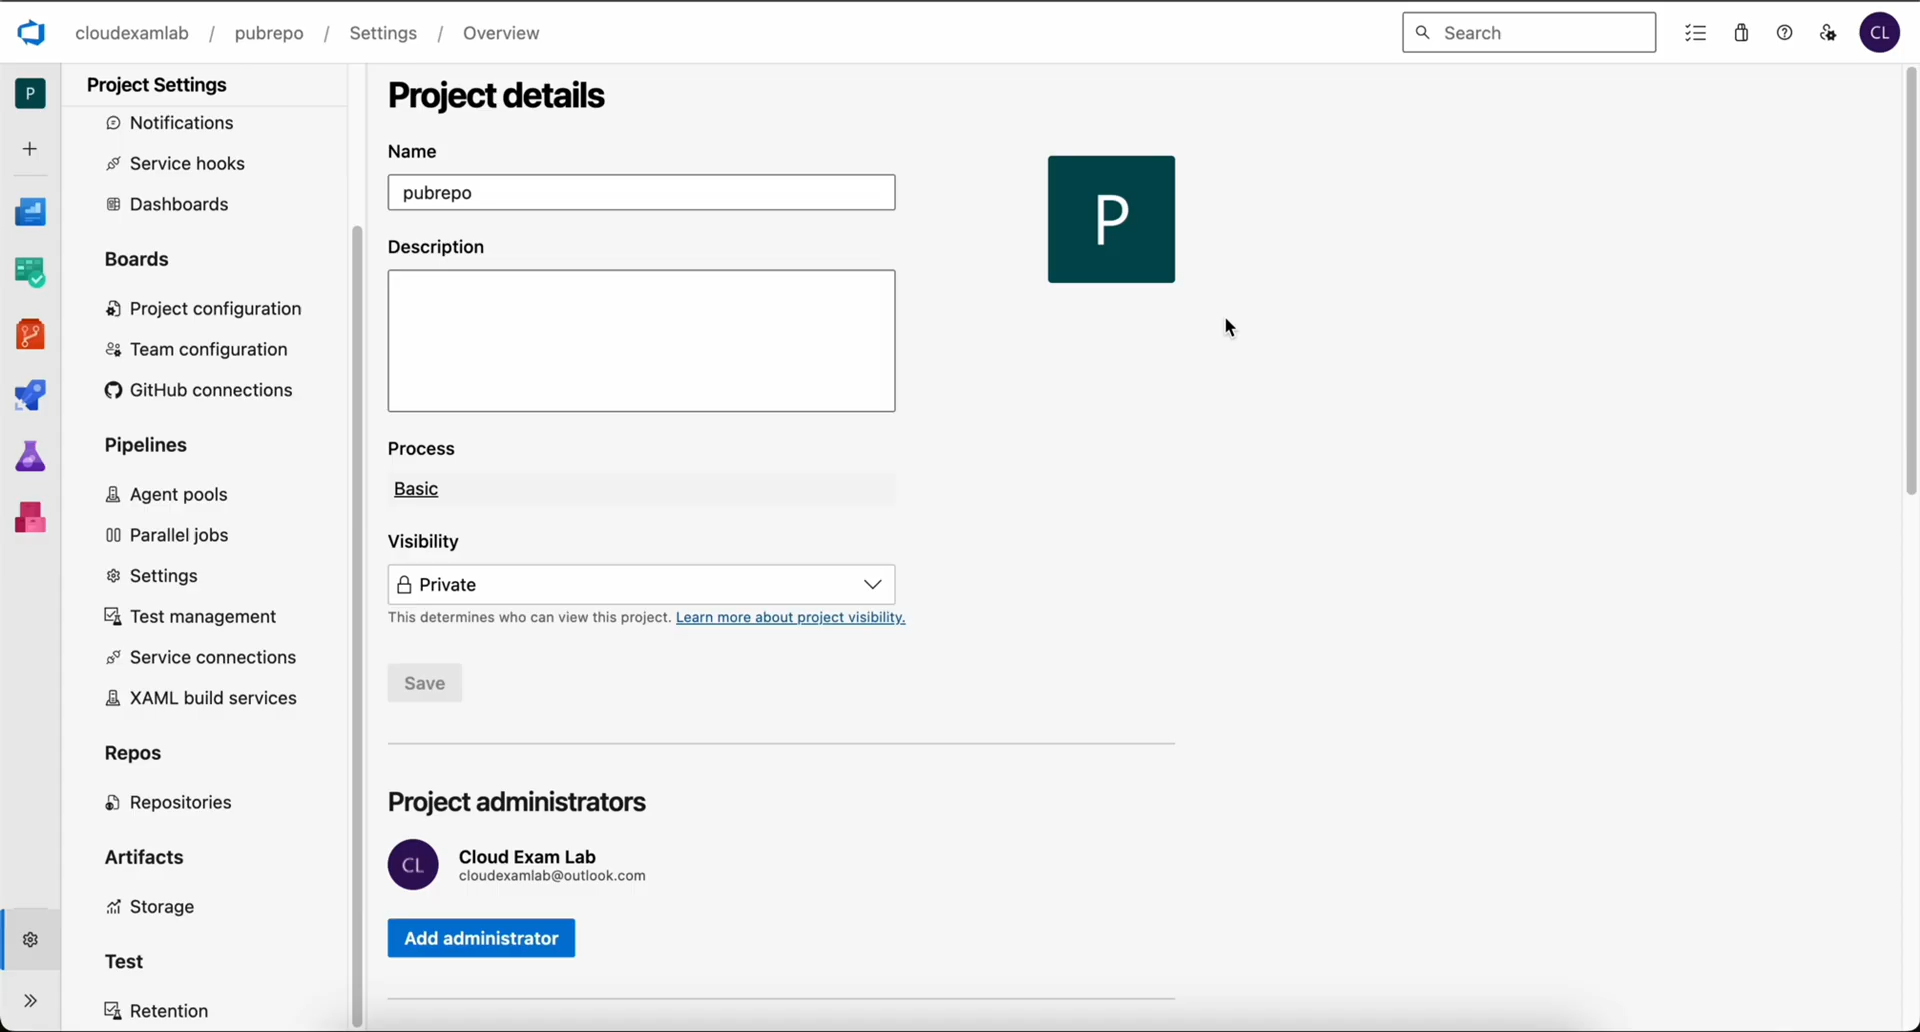 cloudexamlab / pubrepo / Settings / Overview
Search
CL
P
Project Settings
Notifications
Service hooks
Dashboards
Boards
Project configuration
Team configuration
GitHub connections
Pipelines
Agent pools
Parallel jobs
Settings
Test management
Service connections
XAML build services
Repos
Repositories
Artifacts
Storage
Test
Retention
Project details
Name
pubrepo
P
Description
Process
Basic
Visibility
Private
This determines who can view this project. Learn more about project visibility.
Save
Project administrators
CL
Cloud Exam Lab
cloudexamlab@outlook.com
Add administrator